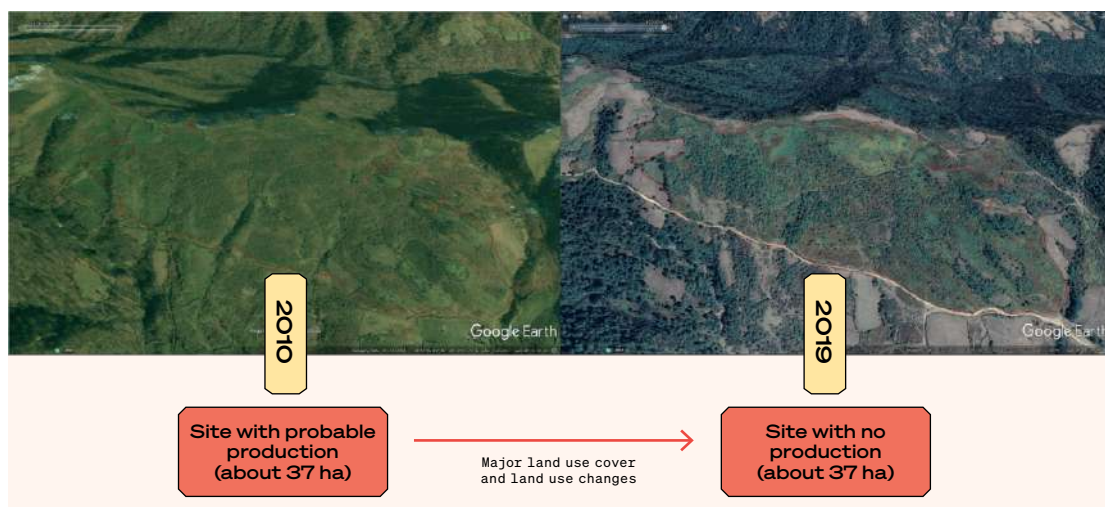 Google Earth
Google Earth
2010
2019
Site with probable
production
(about 37 ha)
Major land use cover
and land use changes
Site with no
production
(about 37 ha)